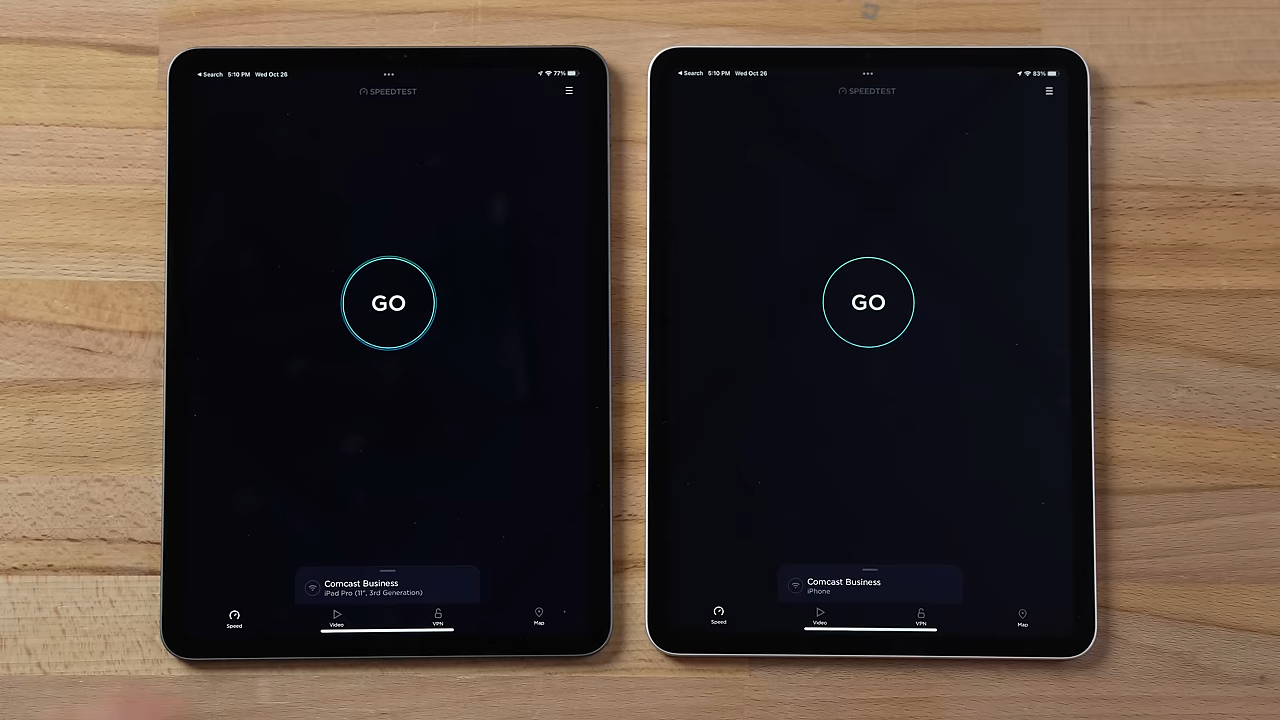 Search 5:10 PM Wed Oct 26
77%
SPEEDTEST
GO
Comcast Business
iPad Pro (11", 3rd Generation)
Speed
Video
VPN
Map
Search 5:10 PM Wed Oct 26
83%
SPEEDTEST
GO
Comcast Business
iPhone
Speed
Video
VPN
Map